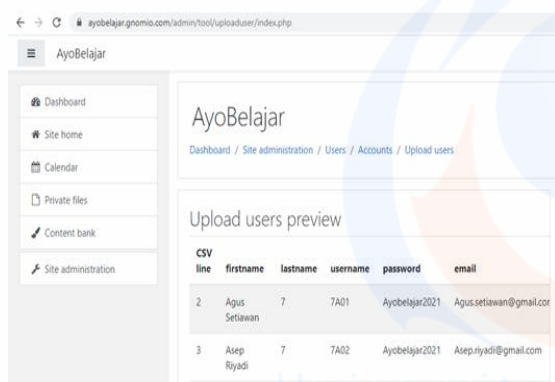 ayobelajar.gnomio.com/admin/tool/uploaduser/index.php
AyoBelajar
Dashboard
Site home
Calendar
Private files
Content bank
Site administration
AyoBelajar
Dashboard / Site administration / Users / Accounts / Upload users
Upload users preview
CSV line firstname lastname username password email
2 Agus Setiawan 7 7A01 Ayobelajar2021 Agus.setiawan@gmail.cor
3 Asep Riyadi 7 7A02 Ayobelajar2021 Asep.riyadi@gmail.com